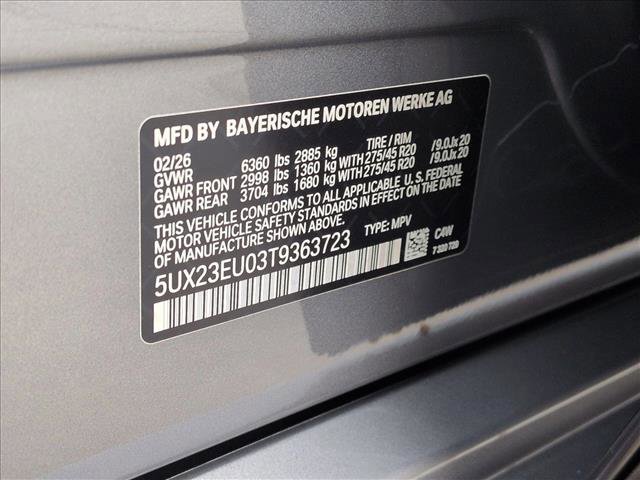 MFD BY BAYERISCHE MOTOREN WERKE AG
02/26 TIRE / RIM
GVWR 6360 lbs 2885 kg
GAWR FRONT 2998 lbs 1360 kg WITH 275/45 R20 /9.0Jx20
GAWR REAR 3704 lbs 1680 kg WITH 275/45 R20 /9.0Jx20
THIS VEHICLE CONFORMS TO ALL APPLICABLE U.S. FEDERAL
MOTOR VEHICLE SAFETY STANDARDS IN EFFECT ON THE DATE
OF MANUFACTURE SHOWN ABOVE.
5UX23EU03T9363723 TYPE: MPV C4W